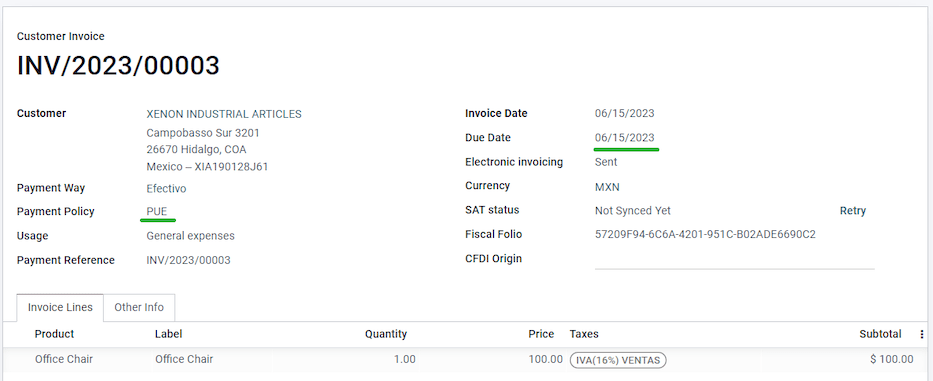 Customer Invoice
INV/2023/00003
Customer XENON INDUSTRIAL ARTICLES
Campobasso Sur 3201
26670 Hidalgo, COA
Mexico – XIA190128J61
Payment Way Efectivo
Payment Policy PUE
Usage General expenses
Payment Reference INV/2023/00003
Invoice Date 06/15/2023
Due Date 06/15/2023
Electronic invoicing Sent
Currency MXN
SAT status Not Synced Yet Retry
Fiscal Folio 57209F94-6C6A-4201-951C-B02ADE6690C2
CFDI Origin
Invoice Lines Other Info
Product Label Quantity Price Taxes Subtotal
Office Chair Office Chair 1.00 100.00 IVA(16%) VENTAS $ 100.00